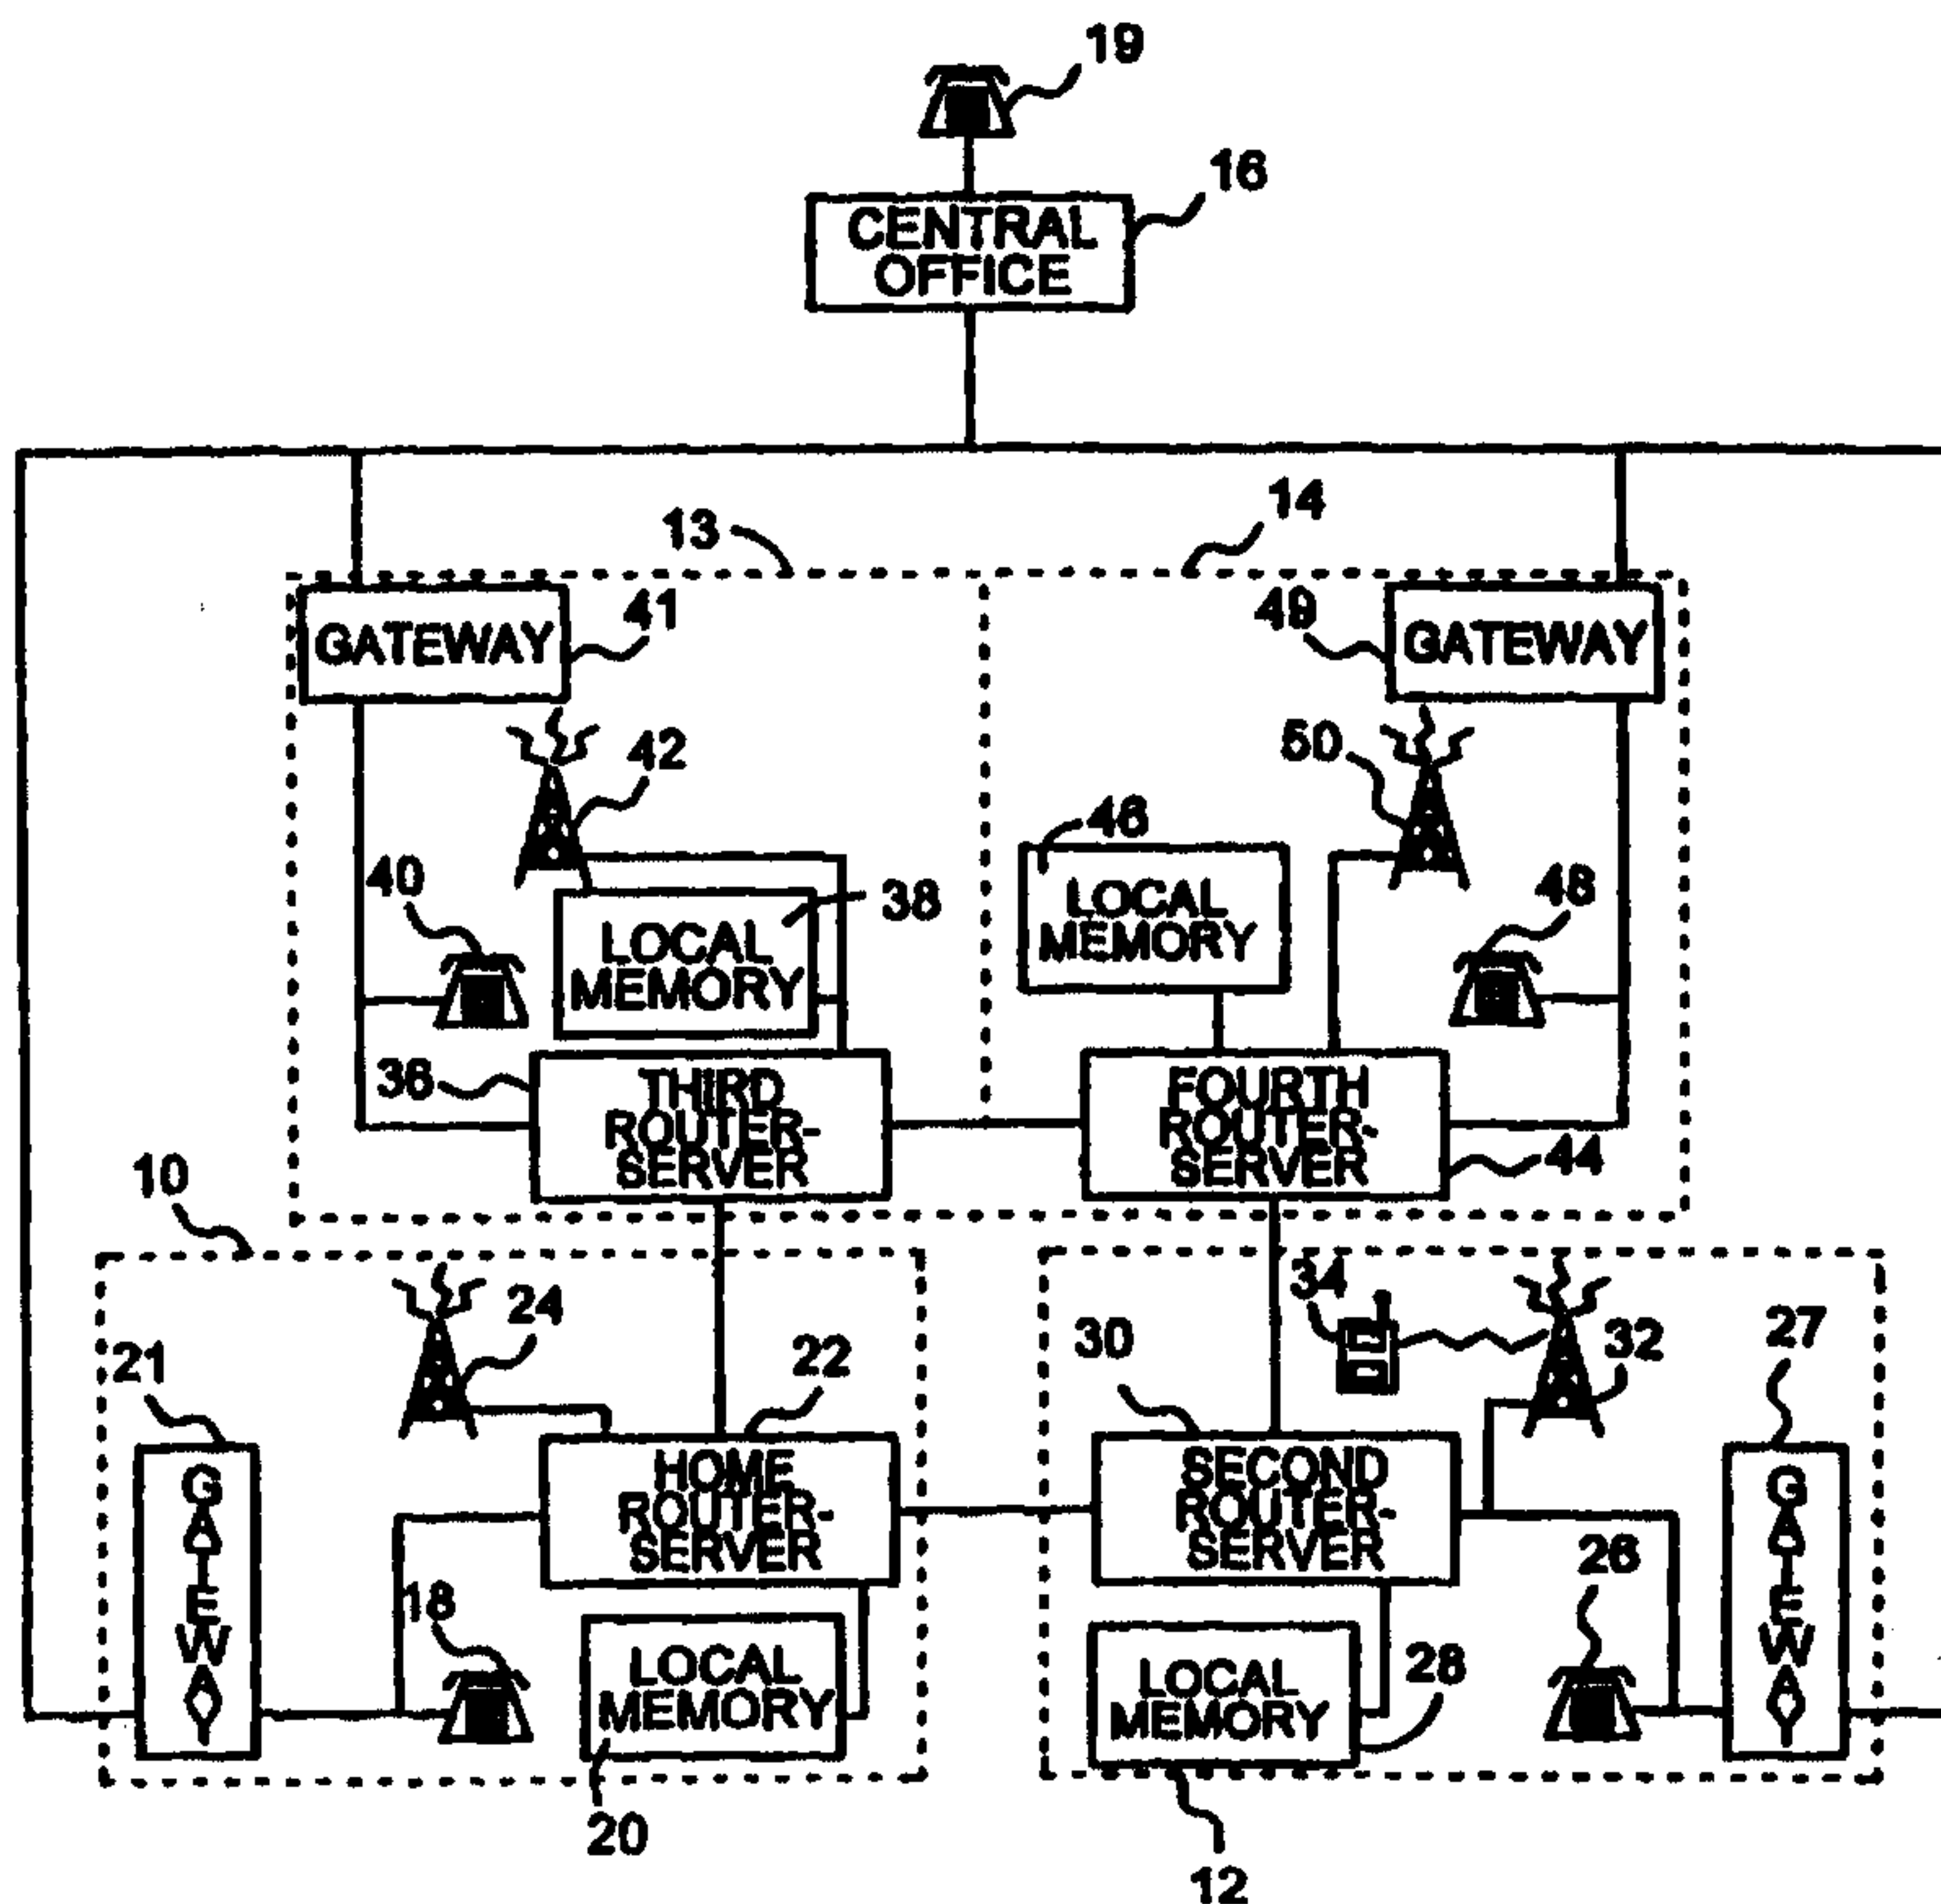 19
16
CENTRAL
OFFICE
13
14
GATEWAY
41
49
GATEWAY
42
50
46
40
38
48
LOCAL
MEMORY
LOCAL
MEMORY
36
THIRD
ROUTER-
SERVER
FOURTH
ROUTER-
SERVER
44
10
34
24
27
21
22
30
32
HOME
ROUTER-
SERVER
SECOND
ROUTER-
SERVER
GATEWAY
GATEWAY
26
18
LOCAL
MEMORY
LOCAL
MEMORY
28
20
12